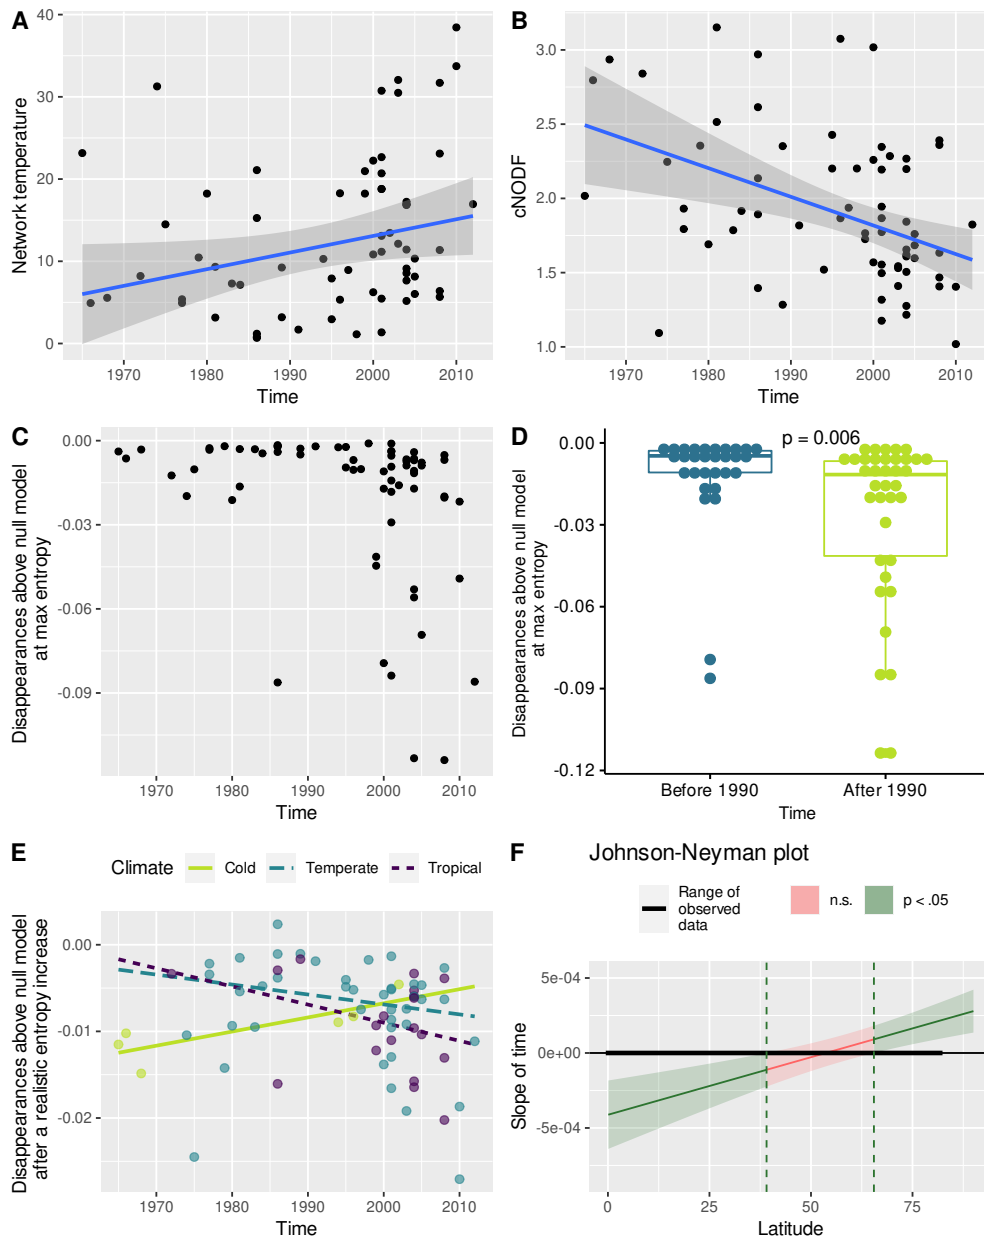 A
40
30
20
10
0
Network temperature
1970
1980
1990
2000
2010
Time
B
3.0
2.5
2.0
1.5
1.0
cNODF
1970
1980
1990
2000
2010
Time
C
0.00
-0.03
-0.06
-0.09
Disappearances above null model
at max entropy
1970
1980
1990
2000
2010
Time
D
p = 0.006
0.00
-0.03
-0.06
-0.09
-0.12
Disappearances above null model
at max entropy
Before 1990
After 1990
Time
E
Climate
Cold
Temperate
Tropical
0.00
-0.01
-0.02
Disappearances above null model
after a realistic entropy increase
1970
1980
1990
2000
2010
Time
F
Johnson-Neyman plot
Range of
observed
data
n.s.
p < .05
5e-04
0e+00
-5e-04
Slope of time
0
25
50
75
Latitude